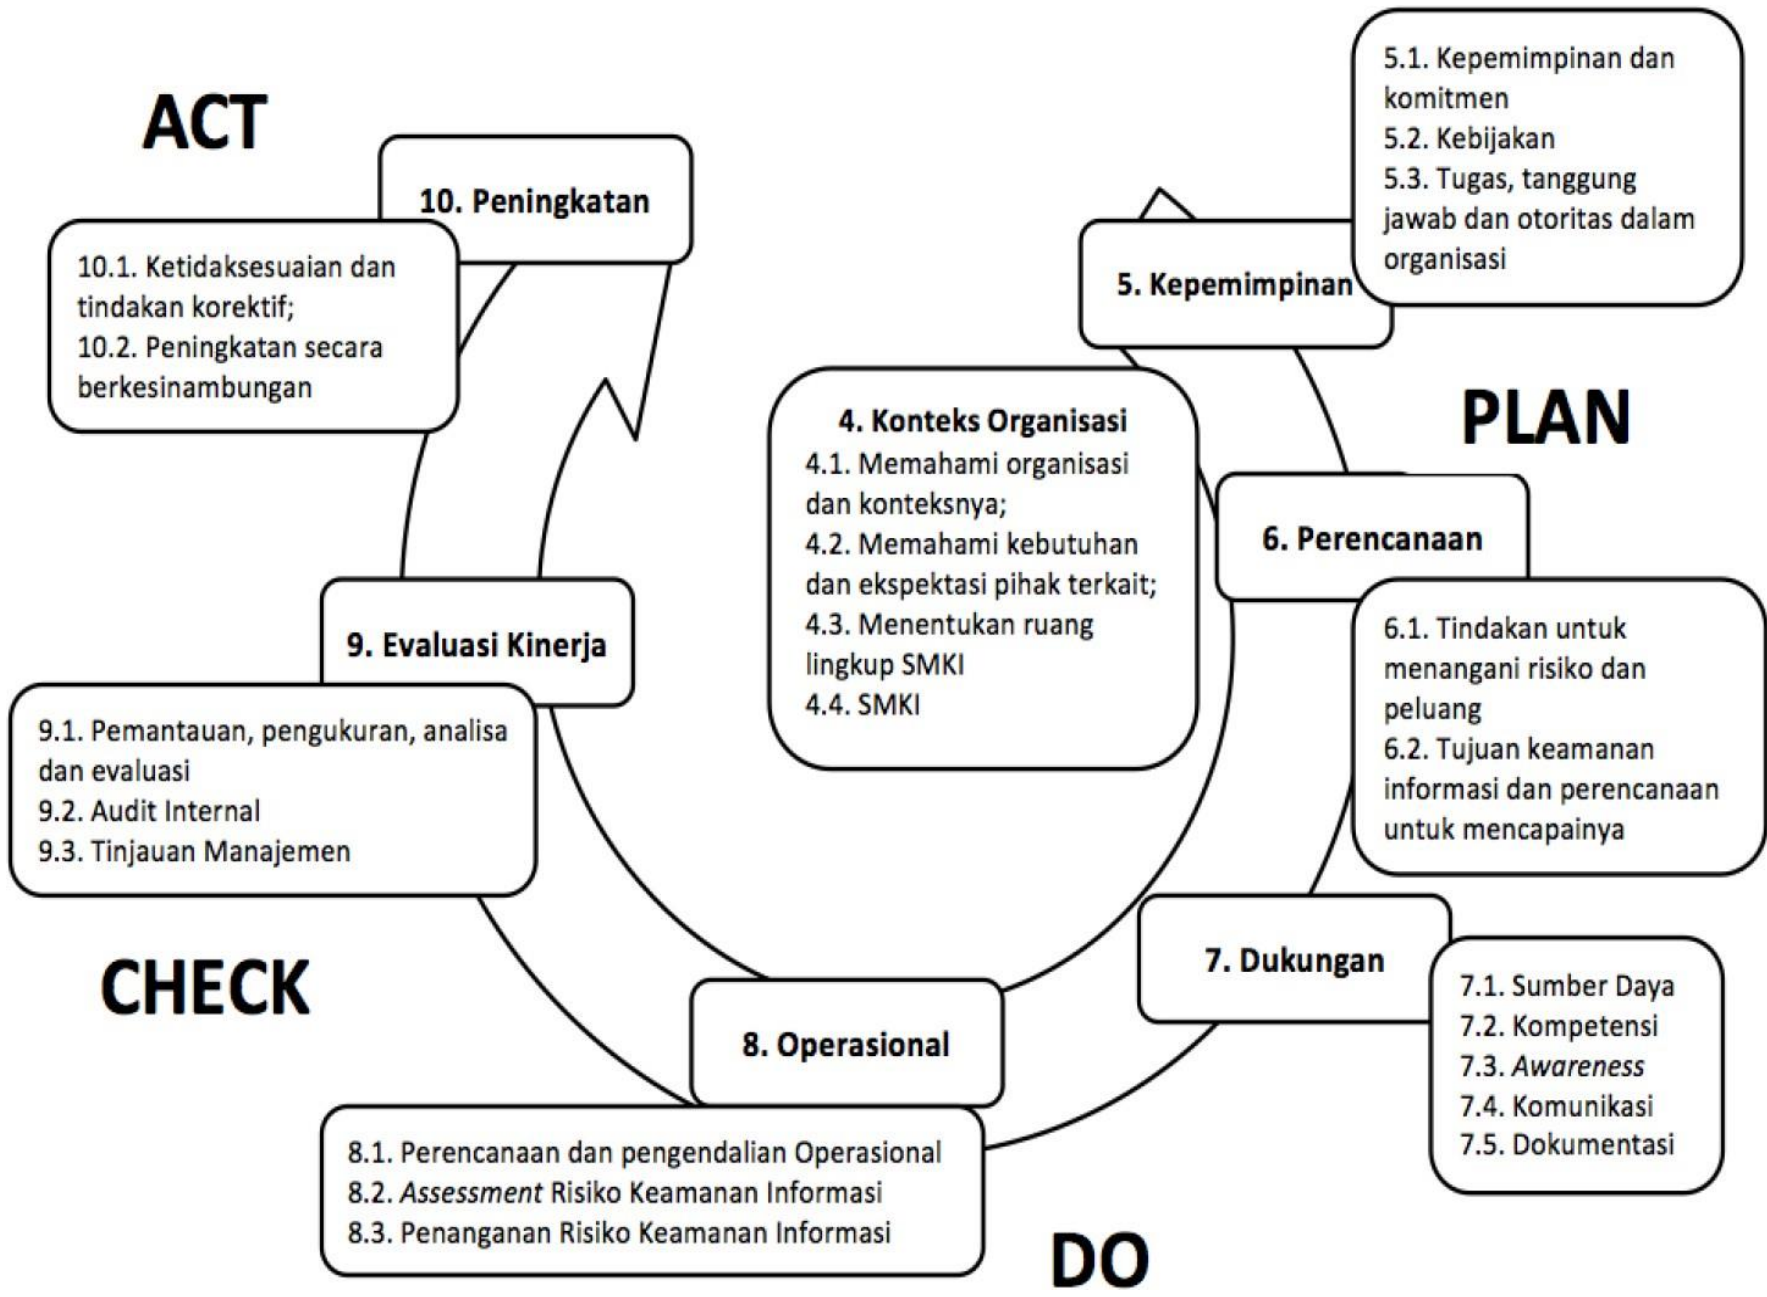 ACT
10. Peningkatan
10.1. Ketidaksesuaian dan
tindakan korektif;
10.2. Peningkatan secara
berkesinambungan
5.1. Kepemimpinan dan
komitmen
5.2. Kebijakan
5.3. Tugas, tanggung
jawab dan otoritas dalam
organisasi
5. Kepemimpinan
PLAN
4. Konteks Organisasi
4.1. Memahami organisasi
dan konteksnya;
4.2. Memahami kebutuhan
dan ekspektasi pihak terkait;
4.3. Menentukan ruang
lingkup SMKI
4.4. SMKI
6. Perencanaan
6.1. Tindakan untuk
menangani risiko dan
peluang
6.2. Tujuan keamanan
informasi dan perencanaan
untuk mencapainya
9. Evaluasi Kinerja
9.1. Pemantauan, pengukuran, analisa
dan evaluasi
9.2. Audit Internal
9.3. Tinjauan Manajemen
CHECK
7. Dukungan
7.1. Sumber Daya
7.2. Kompetensi
7.3. Awareness
7.4. Komunikasi
7.5. Dokumentasi
8. Operasional
8.1. Perencanaan dan pengendalian Operasional
8.2. Assessment Risiko Keamanan Informasi
8.3. Penanganan Risiko Keamanan Informasi
DO